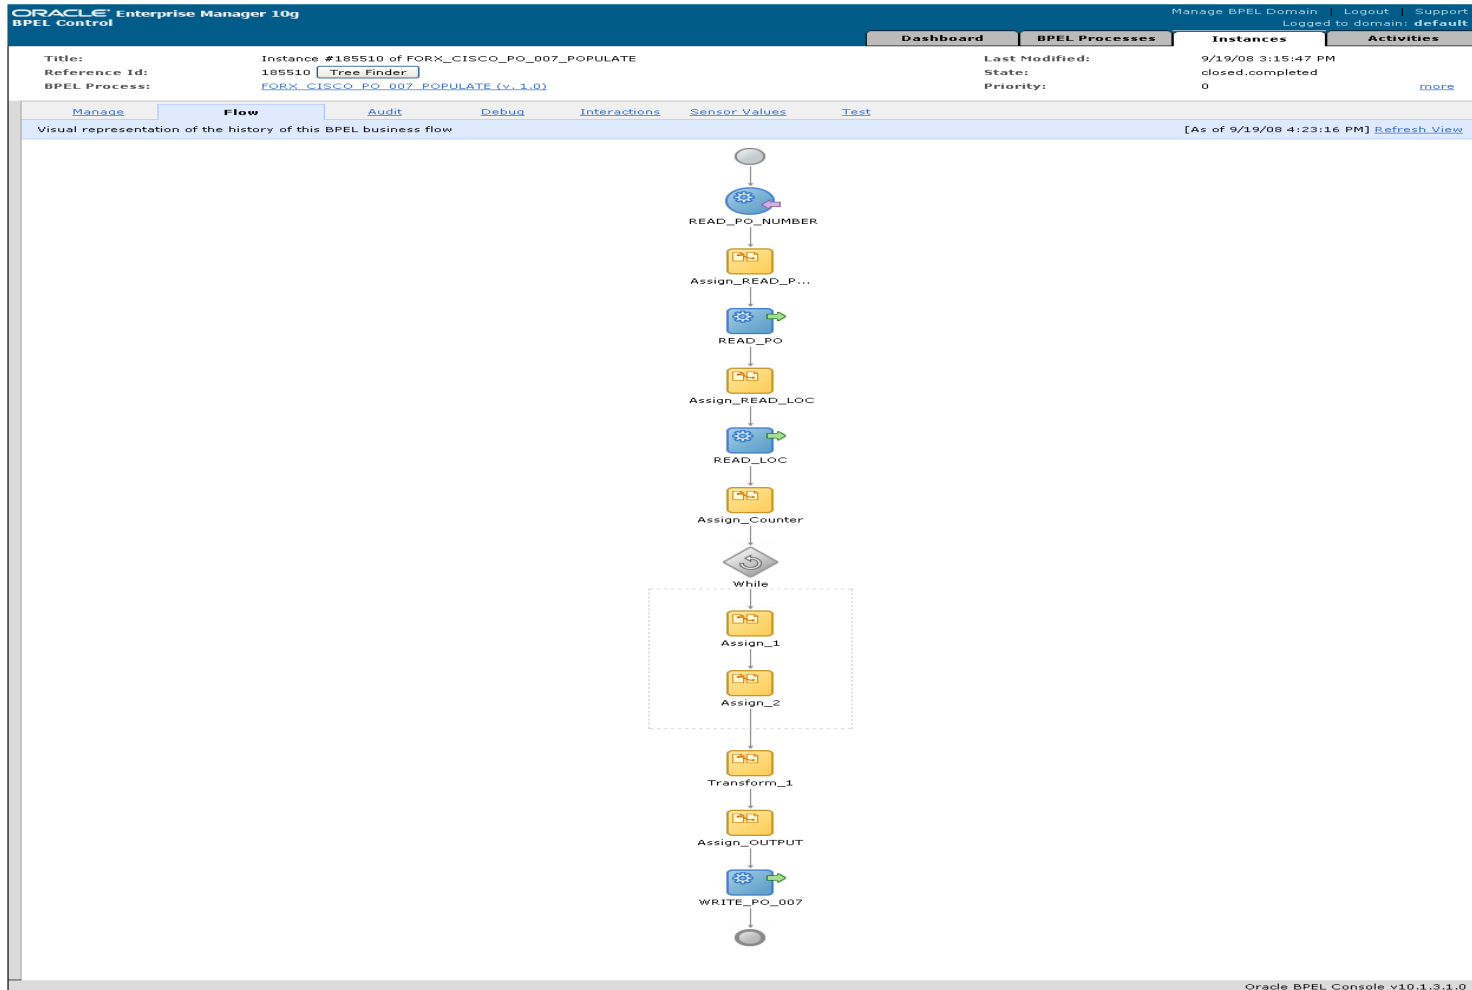 ORACLE Enterprise Manager 10g
BPEL Control
Manage BPEL Domain | Logout | Support
Logged to domain: default
Dashboard BPEL Processes Instances Activities
Title: Instance #185510 of FORX_CISCO_PO_007_POPULATE Last Modified: 9/19/08 3:15:47 PM
Reference Id: 185510 Tree Finder State: closed.completed
BPEL Process: FORX_CISCO_PO_007_POPULATE (v. 1.0) Priority: 0 more
Manage Flow Audit Debug Interactions Sensor Values Test
Visual representation of the history of this BPEL business flow [As of 9/19/08 4:23:16 PM] Refresh View
READ_PO_NUMBER
Assign_READ_P...
READ_PO
Assign_READ_LOC
READ_LOC
Assign_Counter
While
Assign_1
Assign_2
Transform_1
Assign_OUTPUT
WRITE_PO_007
Oracle BPEL Console v10.1.3.1.0